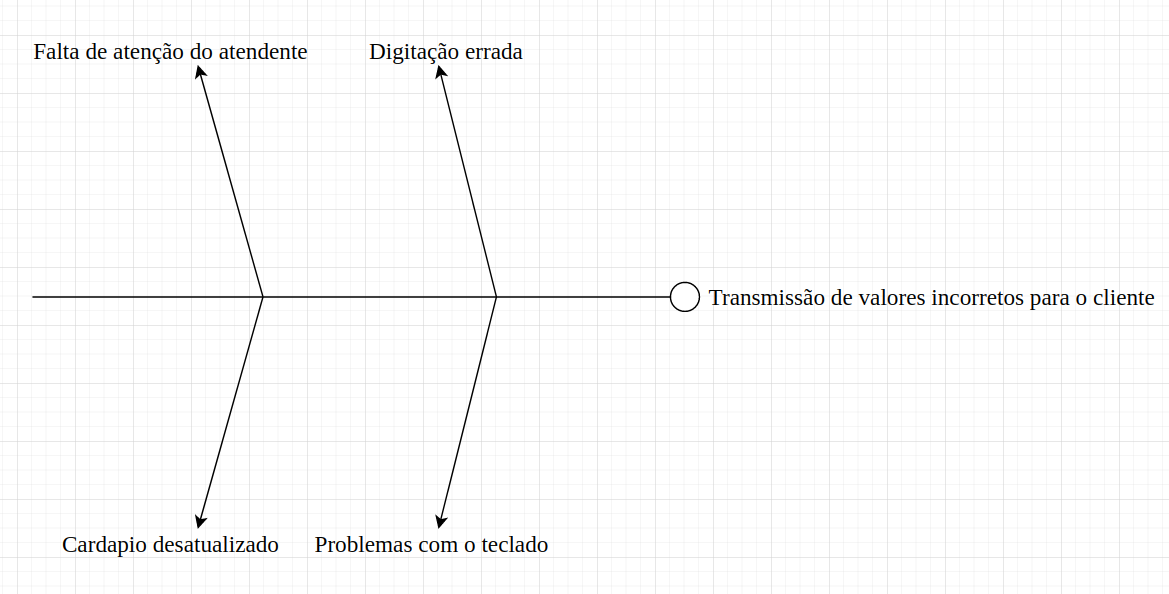 Falta de atenção do atendente
Digitação errada
Transmissão de valores incorretos para o cliente
Cardapio desatualizado
Problemas com o teclado